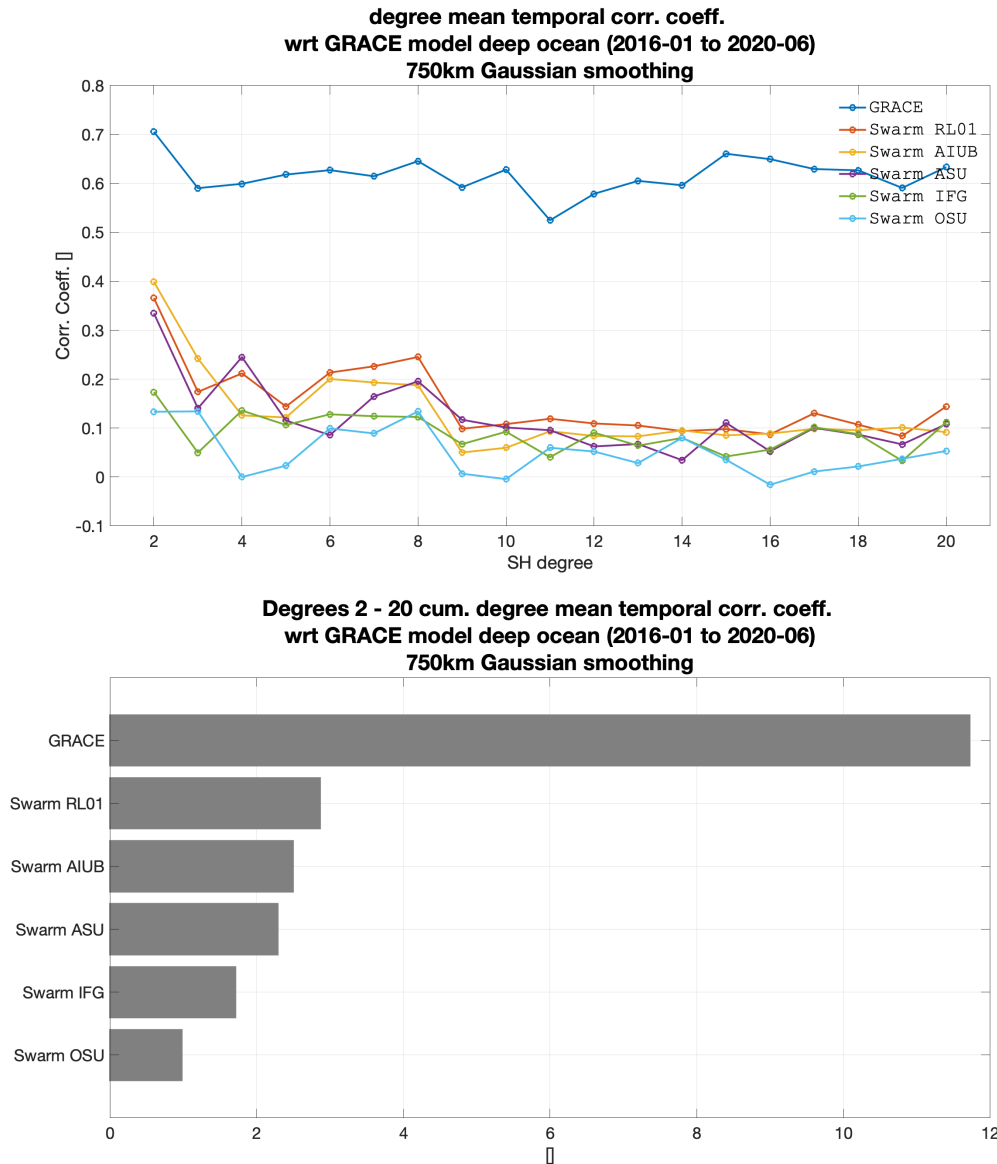 degree mean temporal corr. coeff.
wrt GRACE model deep ocean (2016-01 to 2020-06)
750km Gaussian smoothing
0.8
0.7
0.6
0.5
0.4
0.3
0.2
0.1
0
-0.1
Corr. Coeff. []
GRACE
Swarm RL01
Swarm AIUB
Swarm ASU
Swarm IFG
Swarm OSU
2 4 6 8 10 12 14 16 18 20
SH degree
Degrees 2 - 20 cum. degree mean temporal corr. coeff.
wrt GRACE model deep ocean (2016-01 to 2020-06)
750km Gaussian smoothing
GRACE
Swarm RL01
Swarm AIUB
Swarm ASU
Swarm IFG
Swarm OSU
0 2 4 6 8 10 12
[]